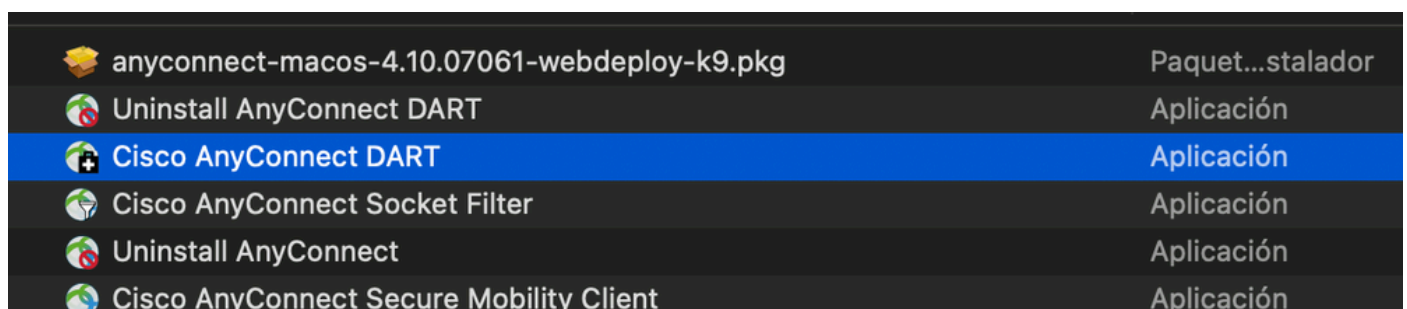 anyconnect-macos-4.10.07061-webdeploy-k9.pkg Paquet...stalador
Uninstall AnyConnect DART Aplicación
Cisco AnyConnect DART Aplicación
Cisco AnyConnect Socket Filter Aplicación
Uninstall AnyConnect Aplicación
Cisco AnyConnect Secure Mobility Client Aplicación